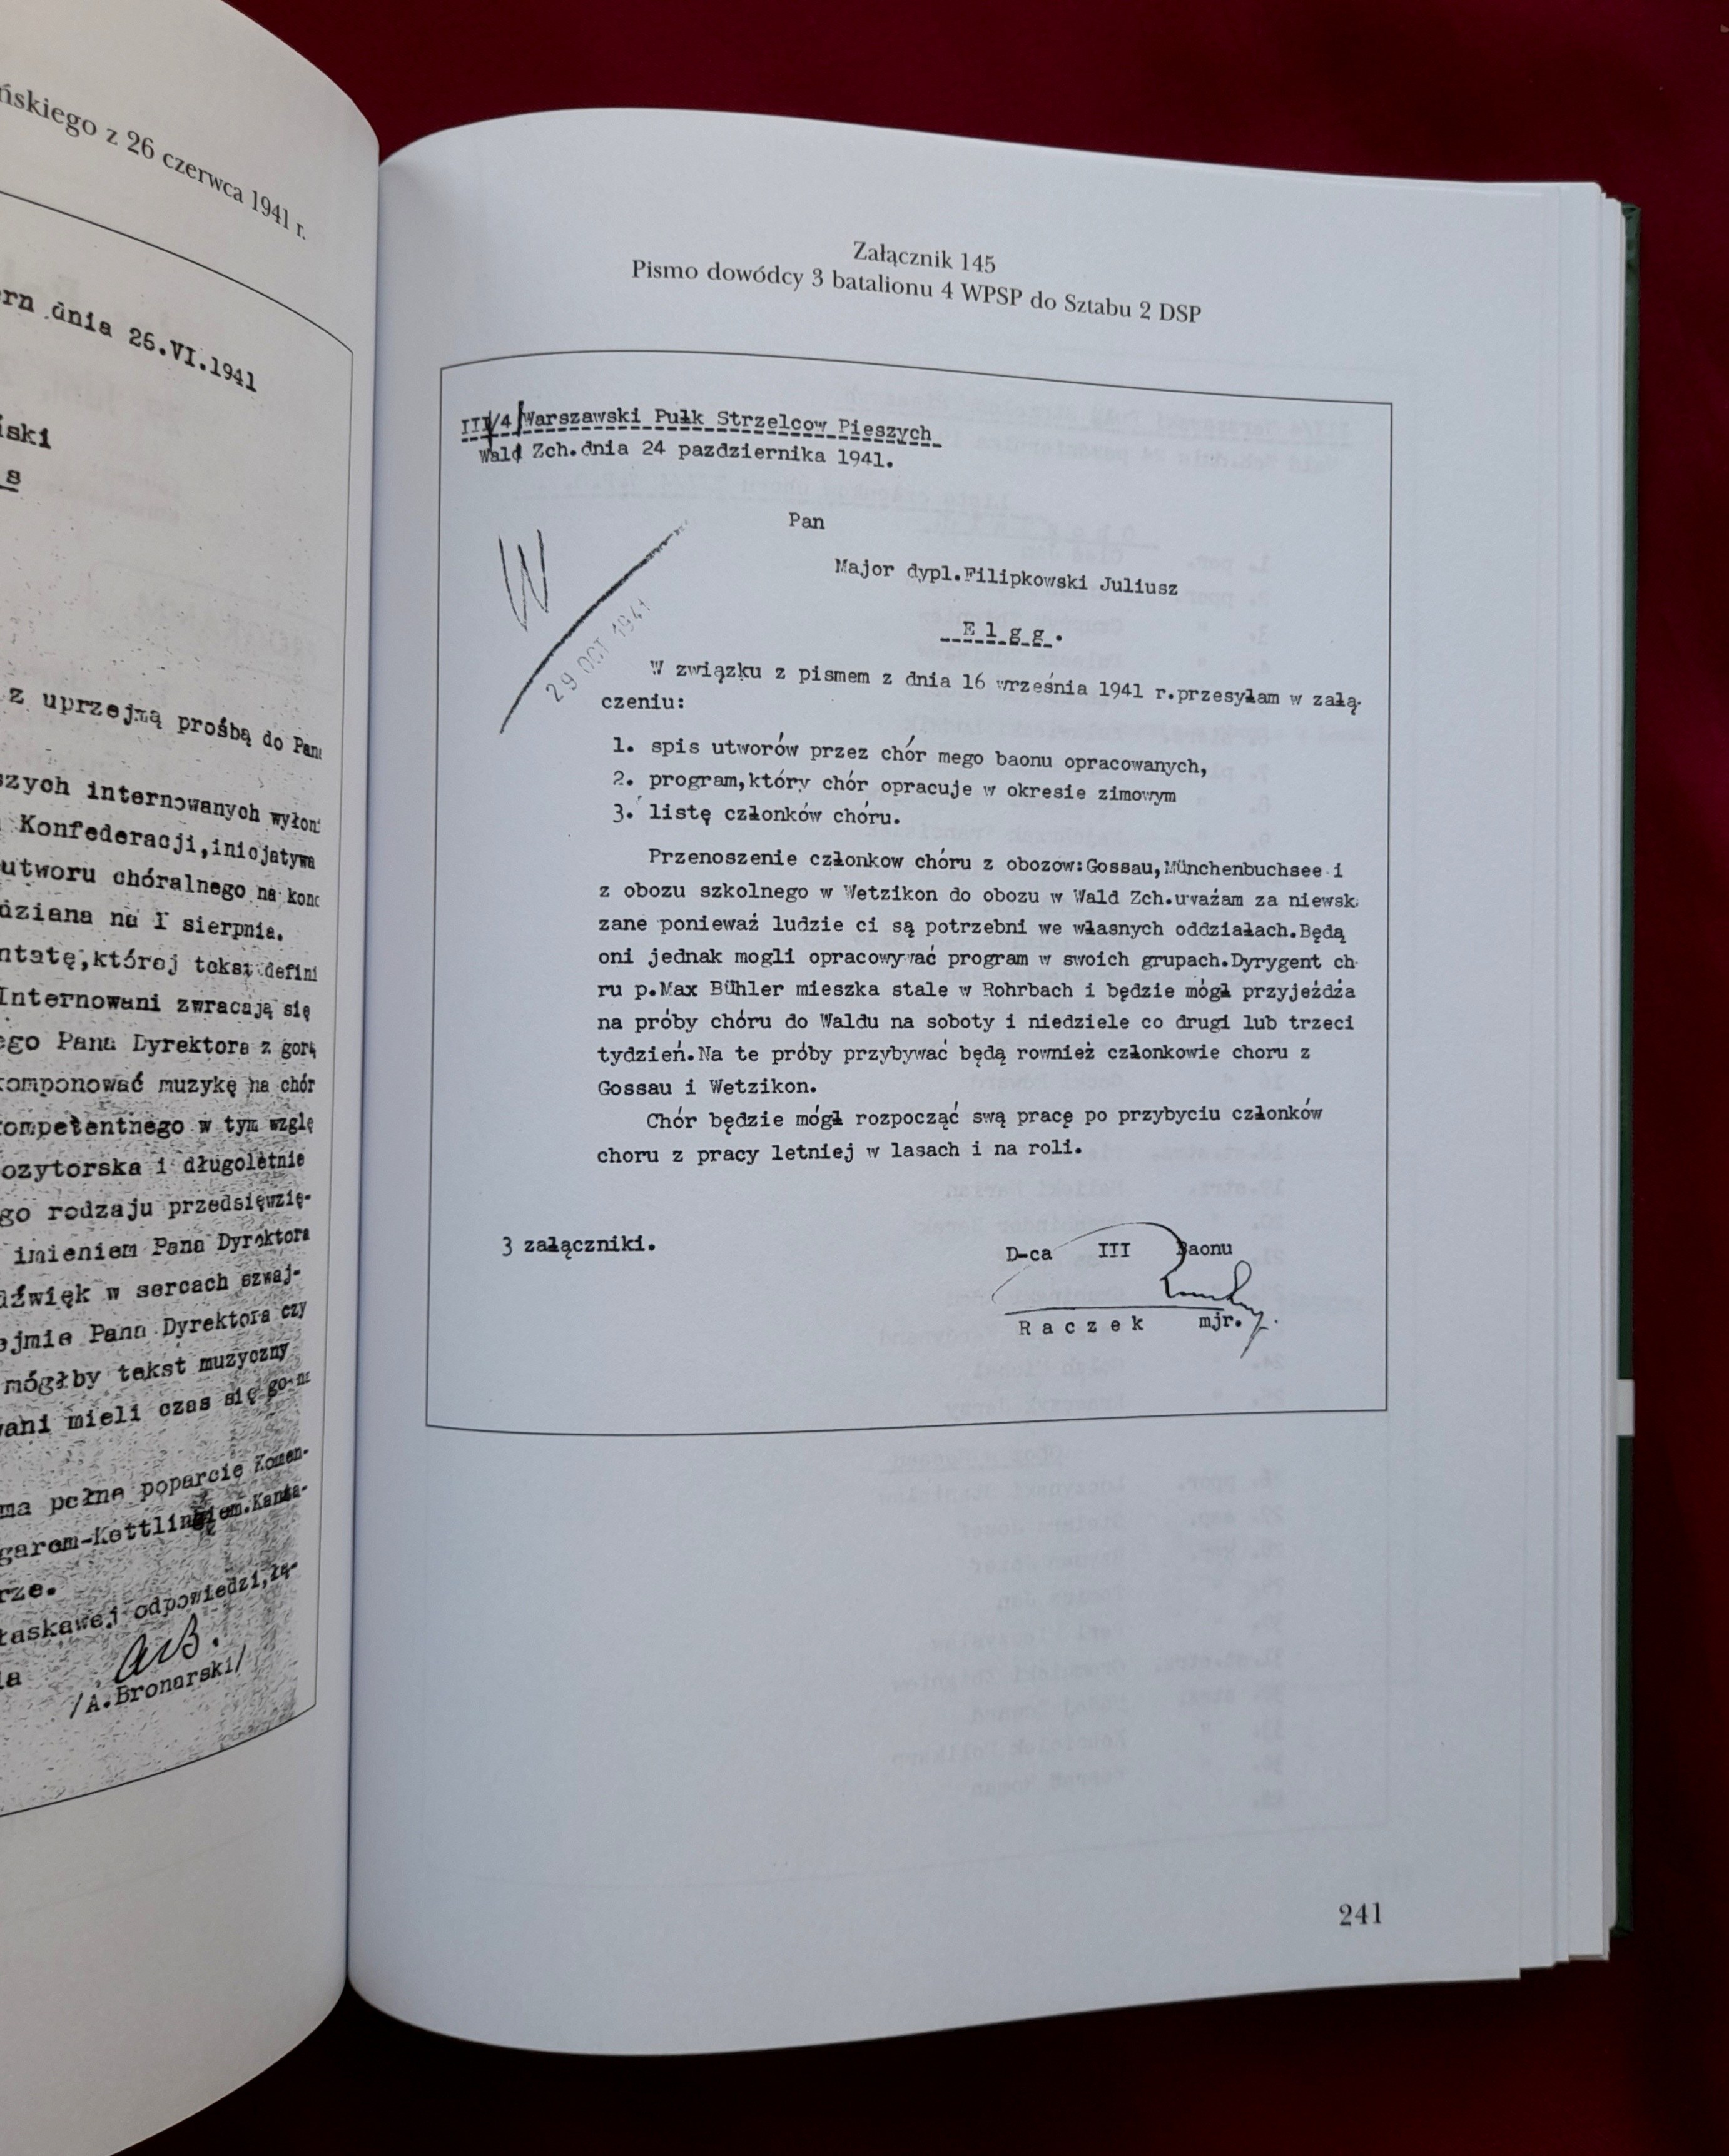 ńskiego z 26 czerwca 1941 r.
ern dnia 26.VI.1941
iski
s
z uprzejmą prośbą do Pana
szych internowanych wyłoni
Konfederacji,inicjatywa
utworu chóralnego na konc
dziana na 1 sierpnia.
ntatę,której tekst defini
Internowani zwracają się
ego Pana Dyrektora z gorą
komponować muzykę na chór
kompetentnego w tym wzglę
ozytorska i długoletnie
go rodzaju przedsięwzię-
imieniem Pana Dyrektora
dźwięk w sercach szwaj-
ejmie Pana Dyrektora czy
mógłby tekst muzyczny
wani mieli czas się go na
ma pełne poparcie Komen-
garem-Kettlingiem.Kanta-
rze.
łaskawej odpowiedzi,łą-
la
/A.Bronarski/
Załącznik 145
Pismo dowódcy 3 batalionu 4 WPSP do Sztabu 2 DSP
III/4/Warszawski Pułk Strzelcow Pieszych
Wald Zch.dnia 24 pazdziernika 1941.
W
29 OCT 1941
Pan
Major dypl.Filipkowski Juliusz
E l g g .
W związku z pismem z dnia 16 września 1941 r.przesyłam w załą-
czeniu:
1. spis utworów przez chór mego baonu opracowanych,
2. program,który chór opracuje w okresie zimowym
3. listę członków chóru.
Przenoszenie członkow chóru z obozow:Gossau,Münchenbuchsee i
z obozu szkolnego w Wetzikon do obozu w Wald Zch.uważam za niewska
zane ponieważ ludzie ci są potrzebni we własnych oddziałach.Będą
oni jednak mogli opracowywać program w swoich grupach.Dyrygent ch
ru p.Max Bühler mieszka stale w Rohrbach i będzie mógł przyjeżdża
na próby chóru do Waldu na soboty i niedziele co drugi lub trzeci
tydzień.Na te próby przybywać będą rownież członkowie choru z
Gossau i Wetzikon.
Chór będzie mógł rozpocząć swą pracę po przybyciu członków
choru z pracy letniej w lasach i na roli.
3 załączniki.
D-ca III Baonu
R a c z e k mjr.
241